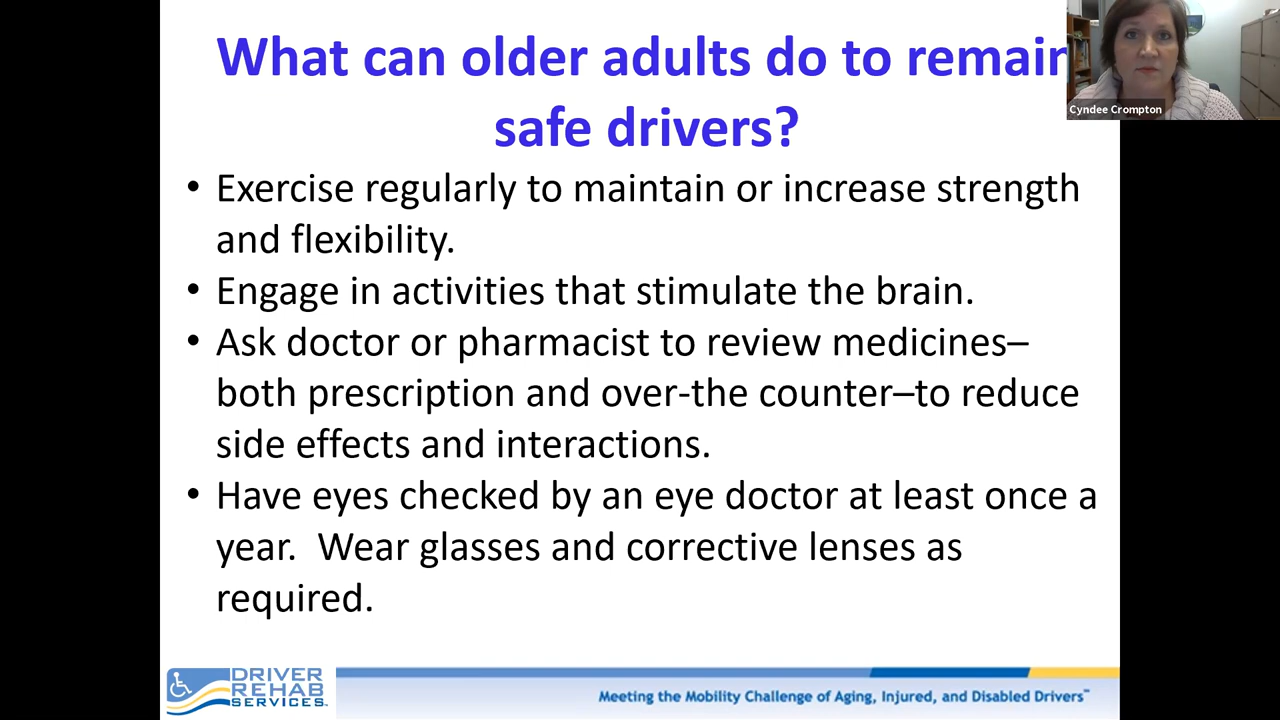 What can older adults do to remain
safe drivers?
Cyndee Crompton
• Exercise regularly to maintain or increase strength
and flexibility.
• Engage in activities that stimulate the brain.
• Ask doctor or pharmacist to review medicines–
both prescription and over-the counter–to reduce
side effects and interactions.
• Have eyes checked by an eye doctor at least once a
year.  Wear glasses and corrective lenses as
required.
DRIVER
REHAB
SERVICES
Meeting the Mobility Challenge of Aging, Injured, and Disabled Drivers™